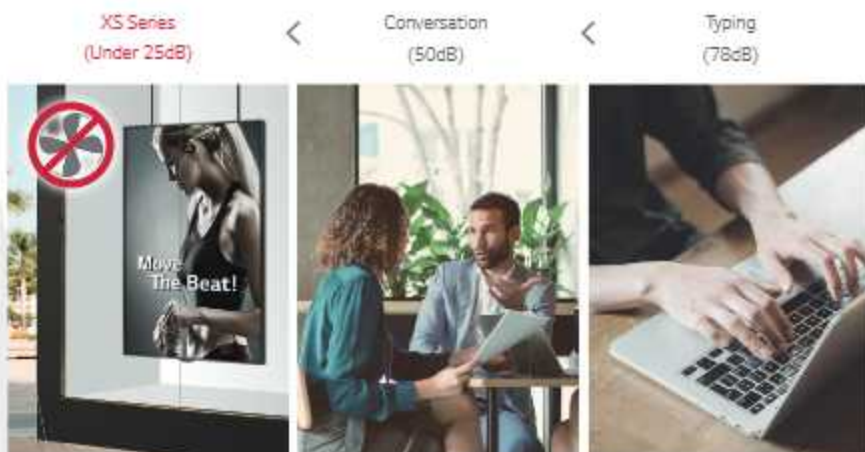 XS Series
(Under 25dB)
<
Conversation
(50dB)
<
Typing
(78dB)
Move
The Beat!